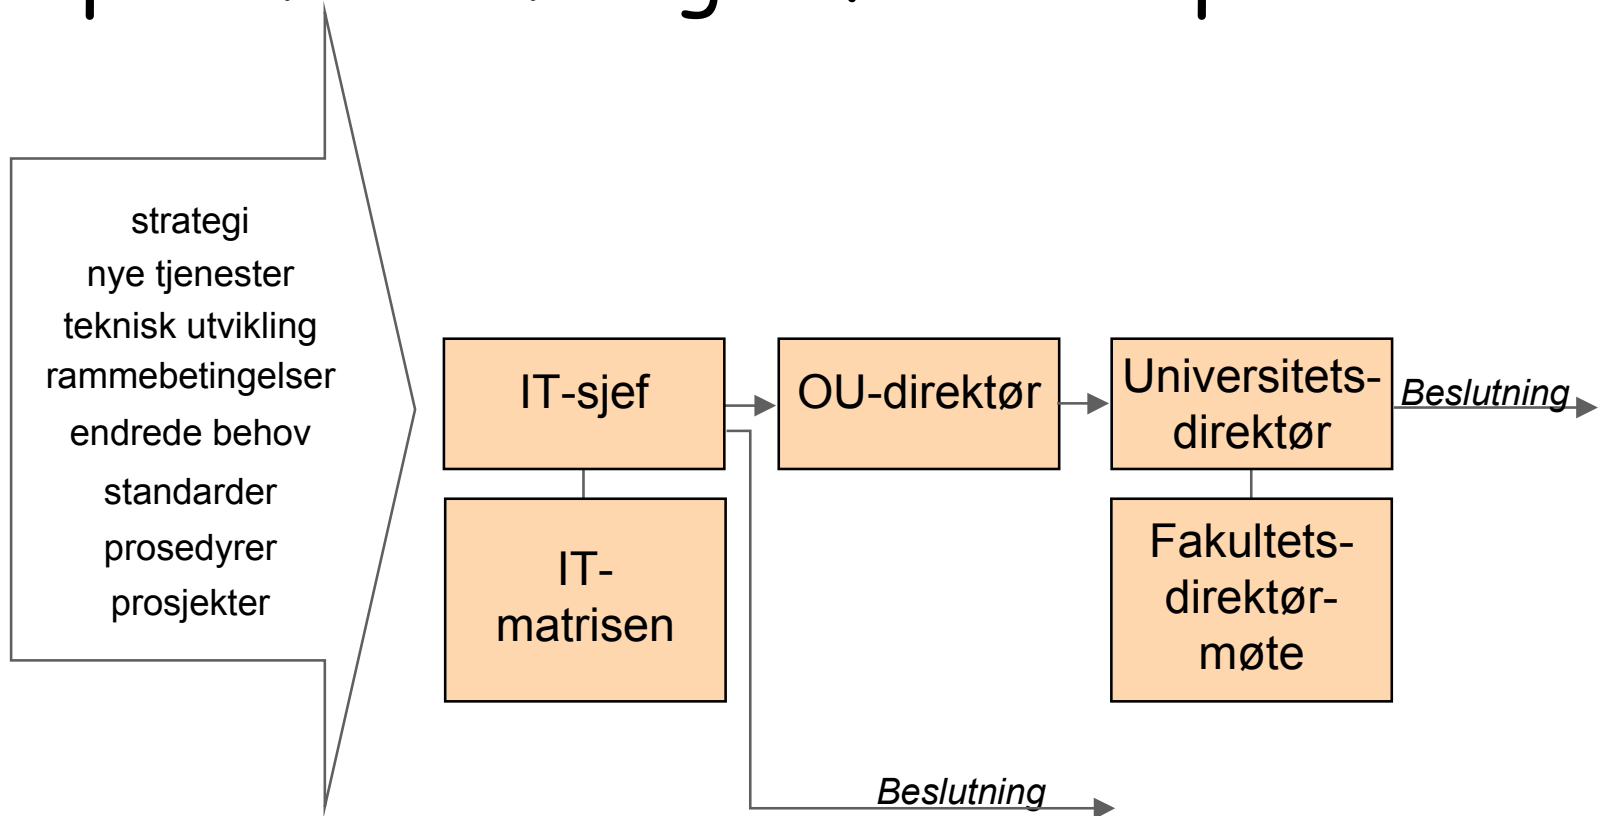 strategi
nye tjenester
teknisk utvikling
rammebetingelser
endrede behov
standarder
prosedyrer
prosjekter
IT-sjef
OU-direktør
Universitets-
direktør
Beslutning
IT-
matrisen
Fakultets-
direktør-
møte
Beslutning